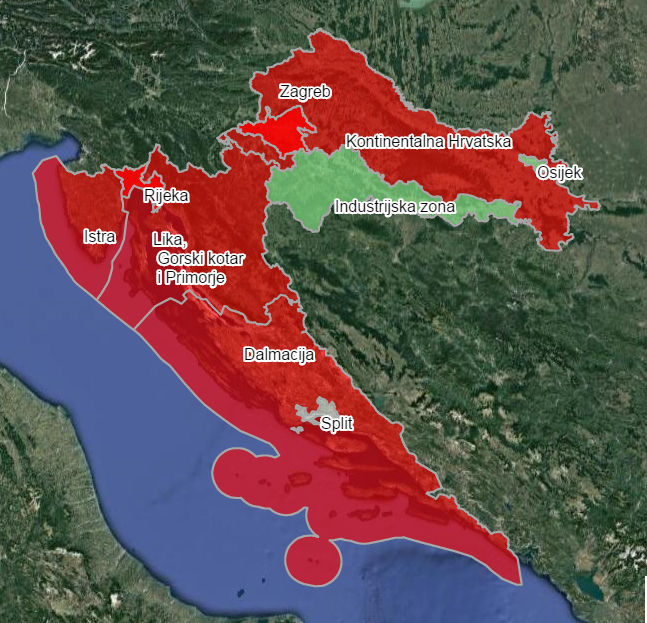 Zagreb
Kontinentalna Hrvatska
Osijek
Rijeka
Industrijska zona
Istra
Lika,
Gorski kotar
i Primorje
Dalmacija
Split